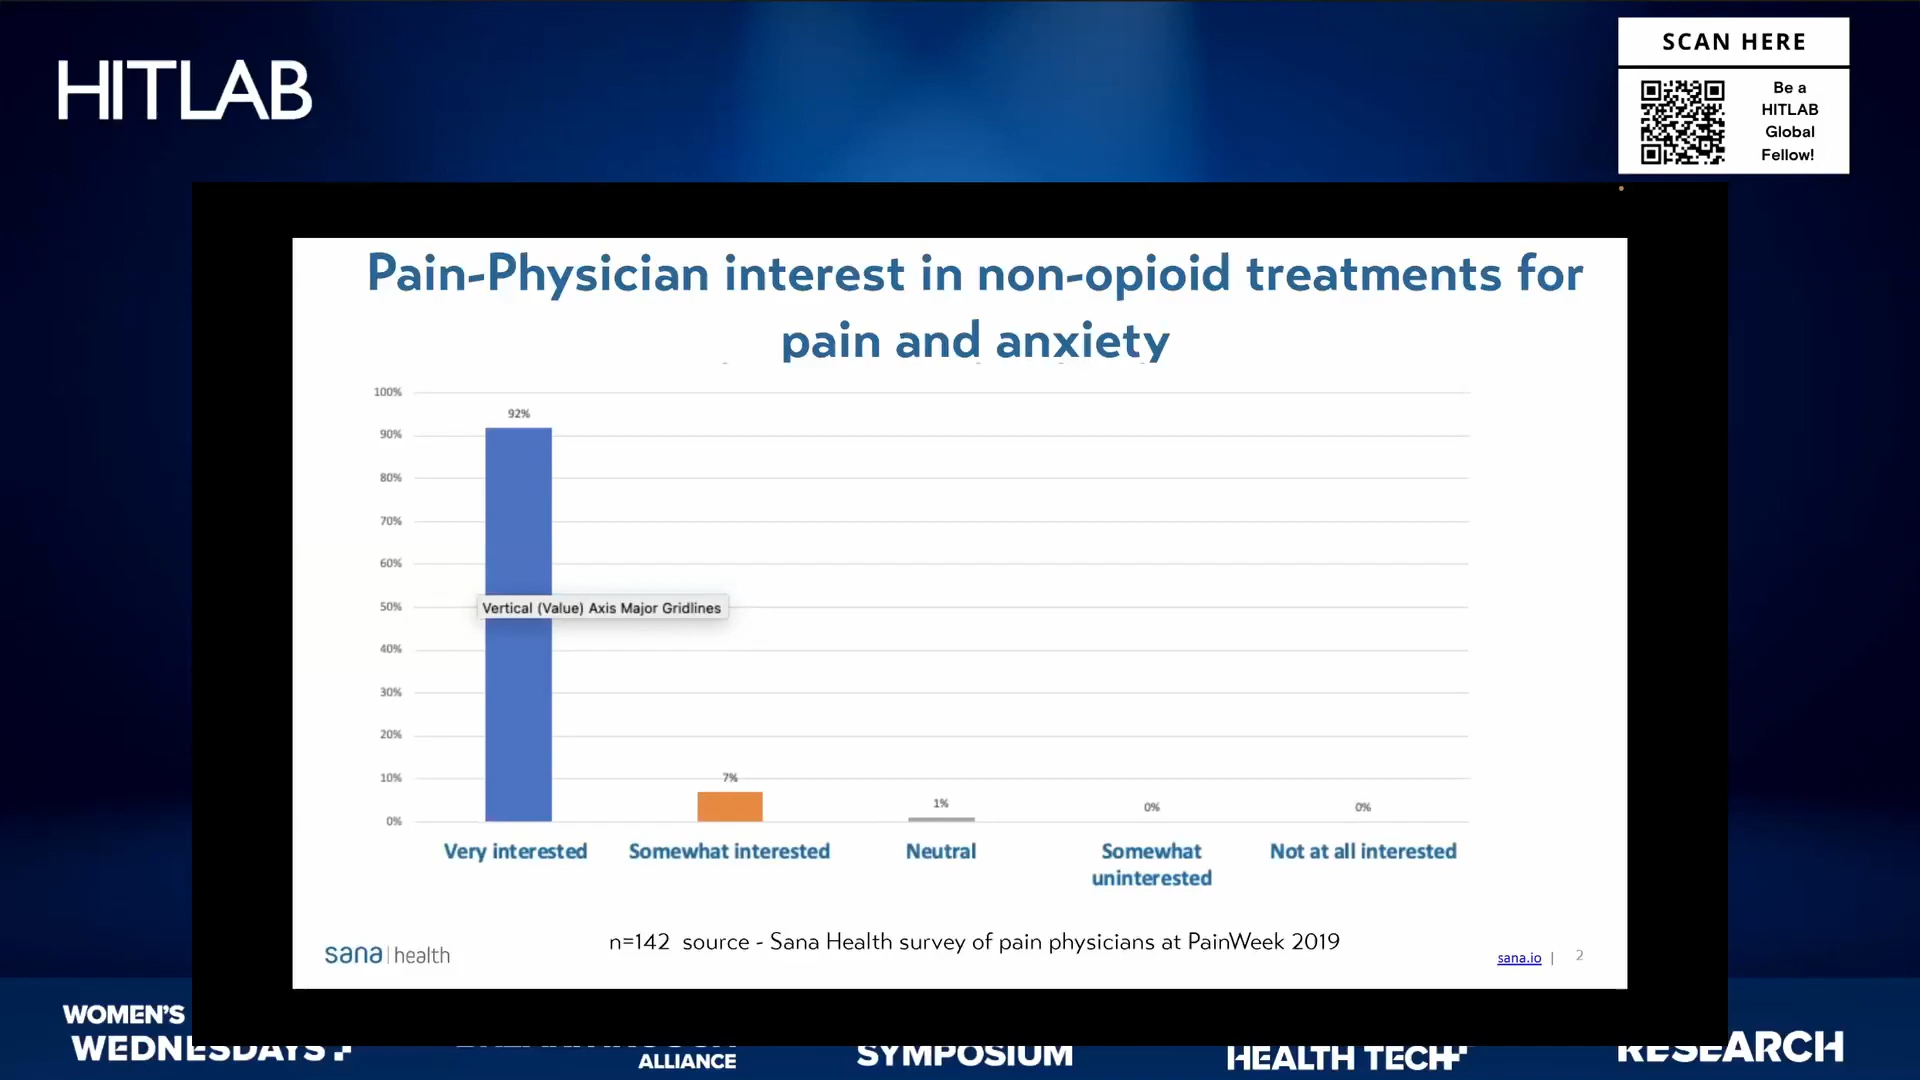 HITLAB
SCAN HERE
Be a
HITLAB
Global
Fellow!
Pain-Physician interest in non-opioid treatments for
pain and anxiety
100%
92%
90%
80%
70%
60%
50%
Vertical (Value) Axis Major Gridlines
40%
30%
20%
10%
7%
1%
0%
0%
0%
Very interested
Somewhat interested
Neutral
Somewhat
uninterested
Not at all interested
n=142 source - Sana Health survey of pain physicians at PainWeek 2019
sana | health
sana.io | 2
WOMEN'S
WEDNESDAYS
ALLIANCE
SYMPOSIUM
HEALTH TECH
RESEARCH